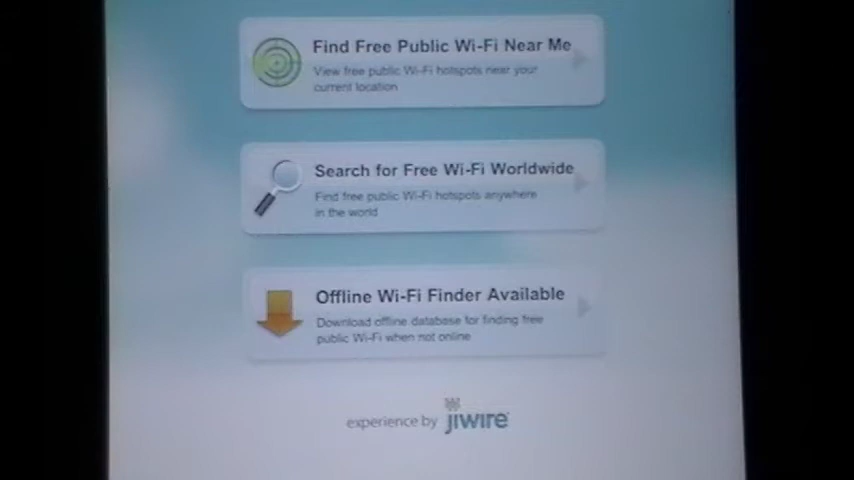 Find Free Public Wi-Fi Near Me
View free public Wi-Fi hotspots near your
current location
Search for Free Wi-Fi Worldwide
Find free public Wi-Fi hotspots anywhere
in the world
Offline Wi-Fi Finder Available
Download offline database for finding free
public Wi-Fi when not online
experience by jiwire